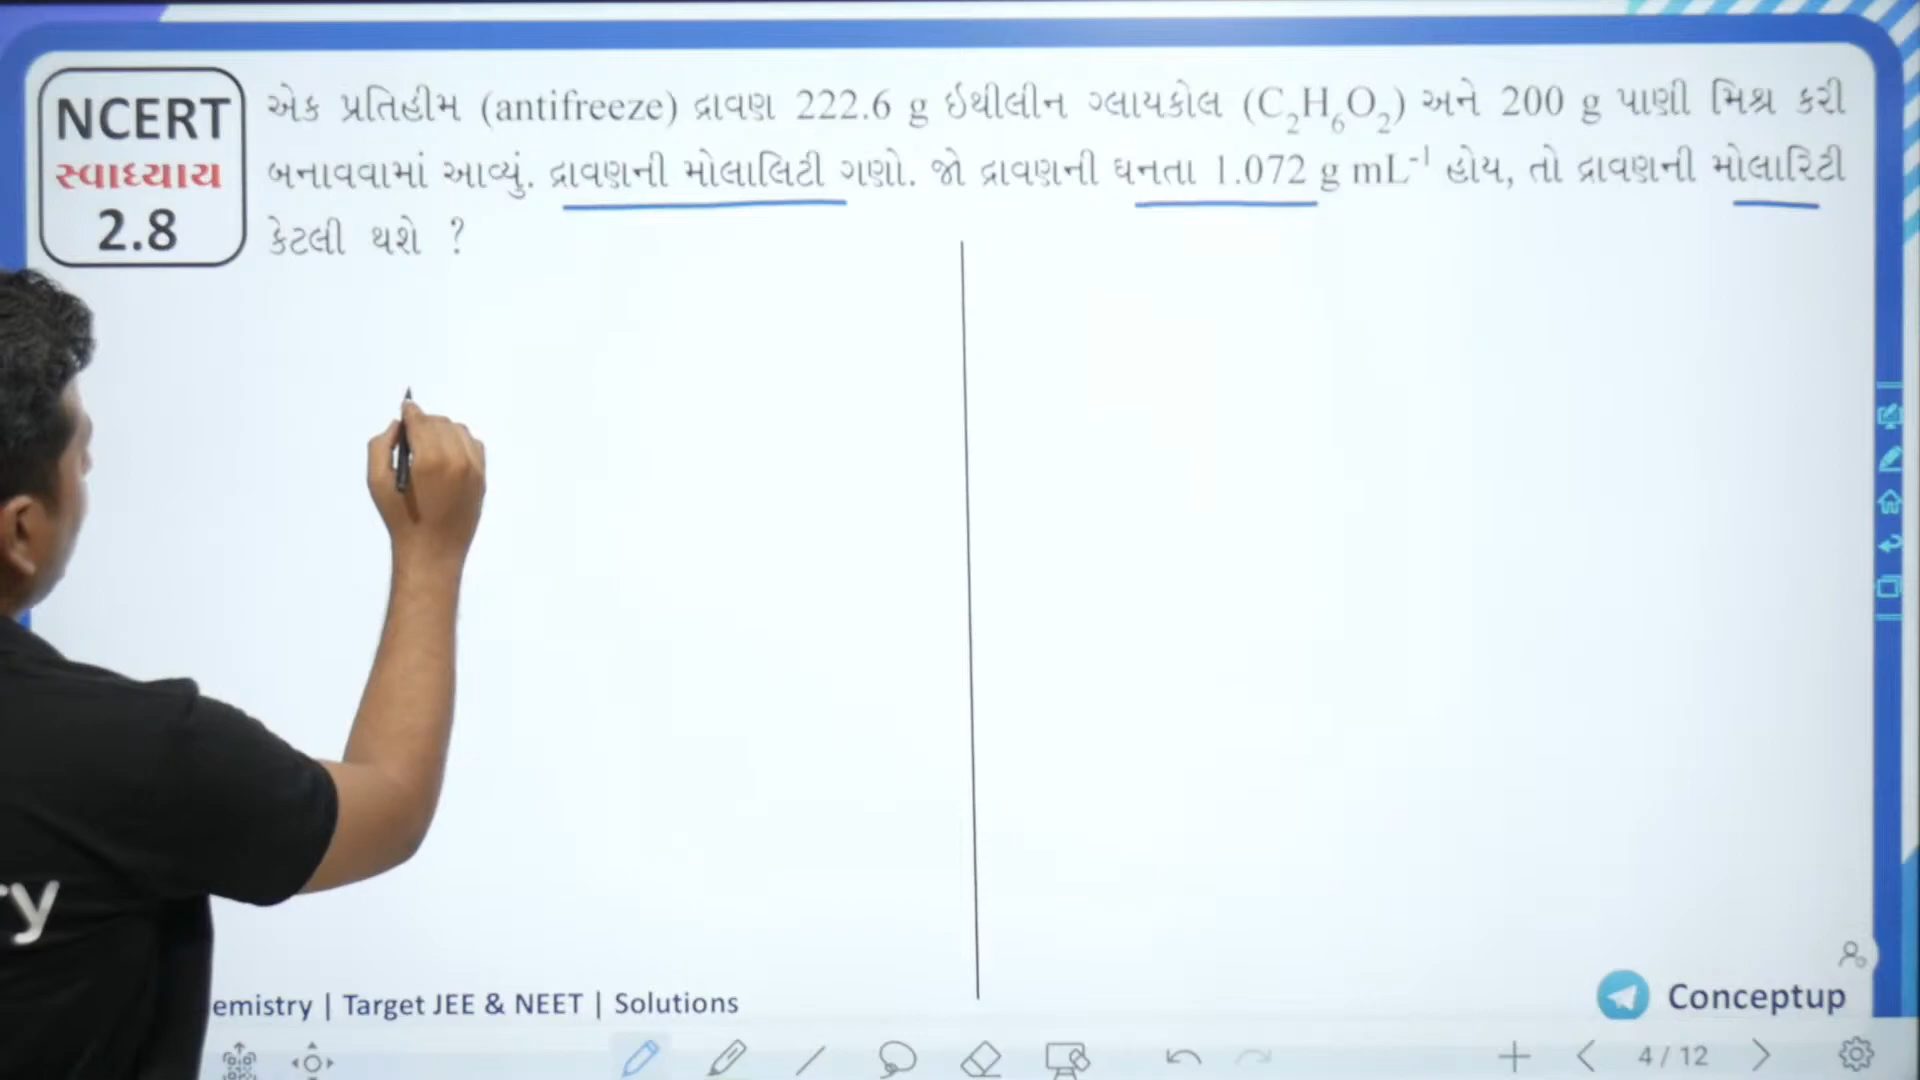 NCERT
સ્વાધ્યાય
2.8
એક પ્રતિહીમ (antifreeze) દ્રાવણ 222.6 g ઇથીલીન ગ્લાયકોલ (C₂H₆O₂) અને 200 g પાણી મિશ્ર કરી
બનાવવામાં આવ્યું. દ્રાવણની મોલાલિટી ગણો. જો દ્રાવણની ઘનતા 1.072 g mL⁻¹ હોય, તો દ્રાવણની મોલારિટી
કેટલી થશે ?
emistry | Target JEE & NEET | Solutions
Conceptup
4 / 12